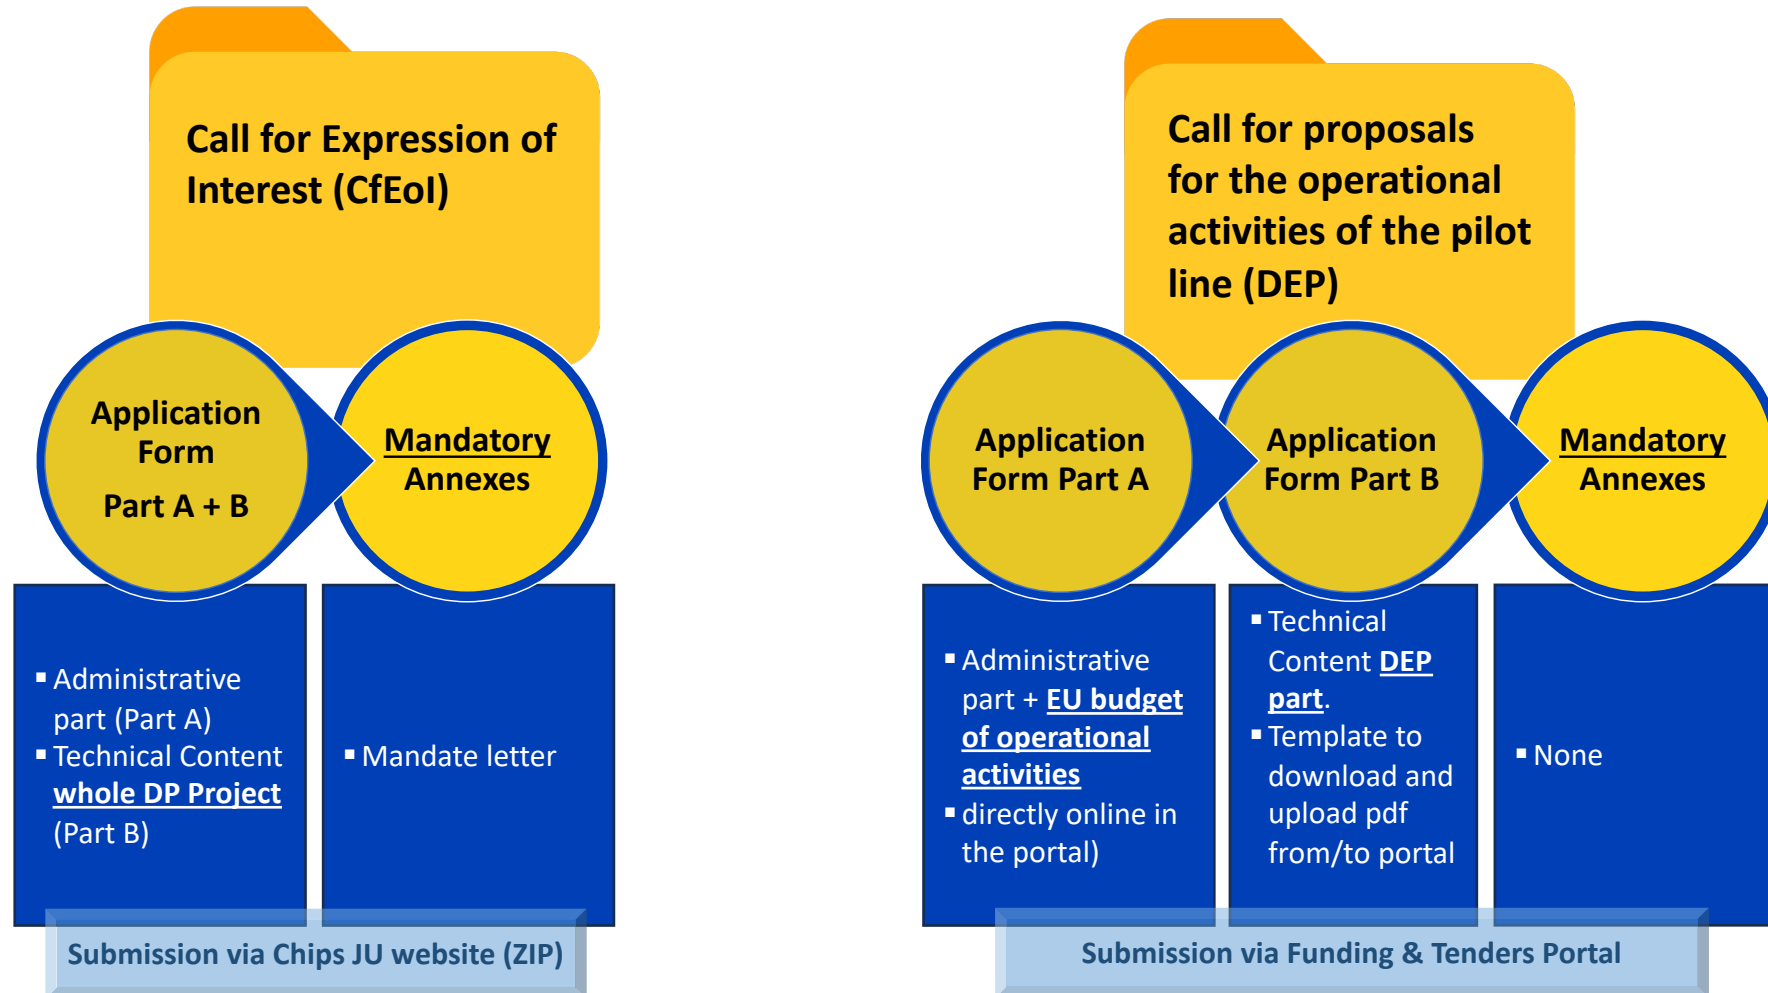 Call for Expression of
Interest (CfEoI)
Application
Form
Part A + B
Mandatory
Annexes
▪ Administrative
part (Part A)
▪ Technical Content
whole DP Project
(Part B)
▪ Mandate letter
Submission via Chips JU website (ZIP)
Call for proposals
for the operational
activities of the pilot
line (DEP)
Application
Form Part A
Application
Form Part B
Mandatory
Annexes
▪ Administrative
part + EU budget
of operational
activities
▪ directly online in
the portal)
▪ Technical
Content DEP
part.
▪ Template to
download and
upload pdf
from/to portal
▪ None
Submission via Funding & Tenders Portal